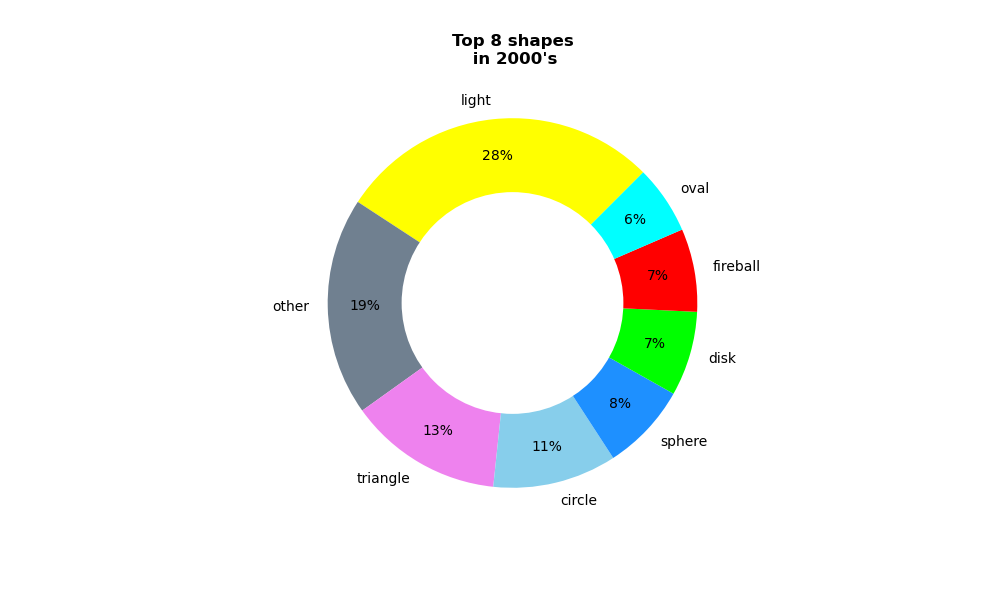 Top 8 shapes
in 2000's
light
28%
oval
6%
fireball
7%
other
19%
disk
7%
sphere
8%
triangle
13%
circle
11%